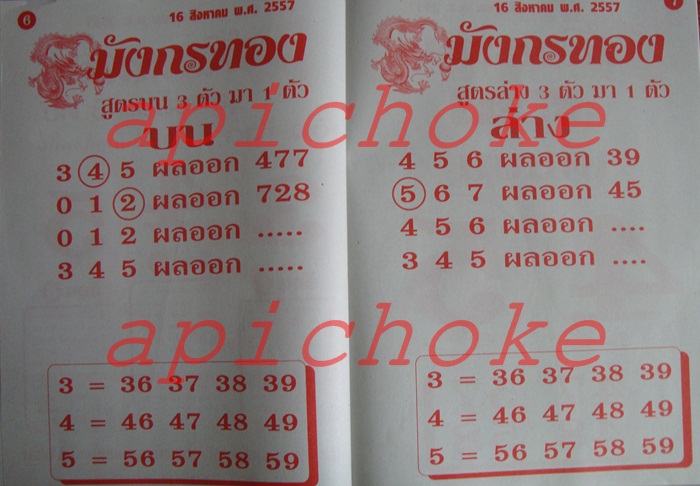 6
16 สิงหาคม พ.ศ. 2557
มังกรทอง
สูตรบน 3 ตัว มา 1 ตัว
บน
3 4 5 ผลออก 477
0 1 2 ผลออก 728
0 1 2 ผลออก .....
3 4 5 ผลออก .....
3 = 36 37 38 39
4 = 46 47 48 49
5 = 56 57 58 59
7
16 สิงหาคม พ.ศ. 2557
มังกรทอง
สูตรล่าง 3 ตัว มา 1 ตัว
ล่าง
4 5 6 ผลออก 39
5 6 7 ผลออก 45
4 5 6 ผลออก ....
3 4 5 ผลออก ....
3 = 36 37 38 39
4 = 46 47 48 49
5 = 56 57 58 59
apichoke
apichoke